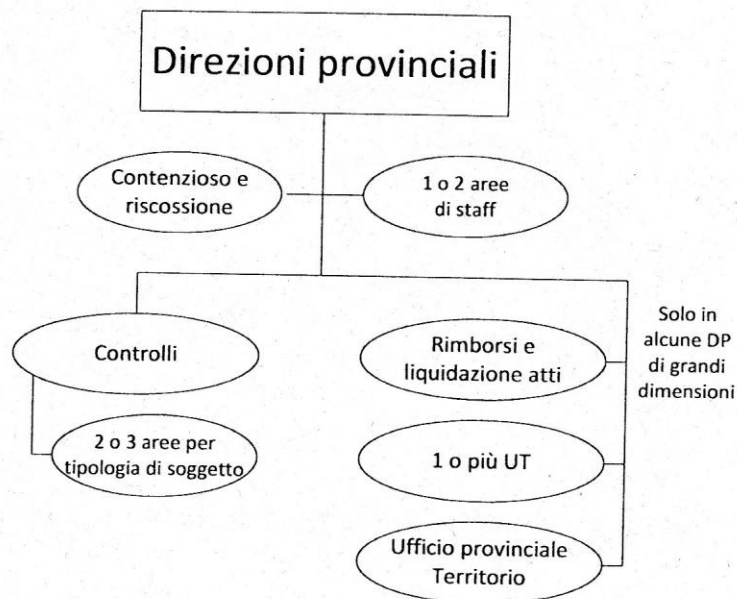 Direzioni provinciali
Contenzioso e
riscossione
1 o 2 aree
di staff
Controlli
2 o 3 aree per
tipologia di soggetto
Rimborsi e
liquidazione atti
1 o più UT
Ufficio provinciale
Territorio
Solo in
alcune DP
di grandi
dimensioni